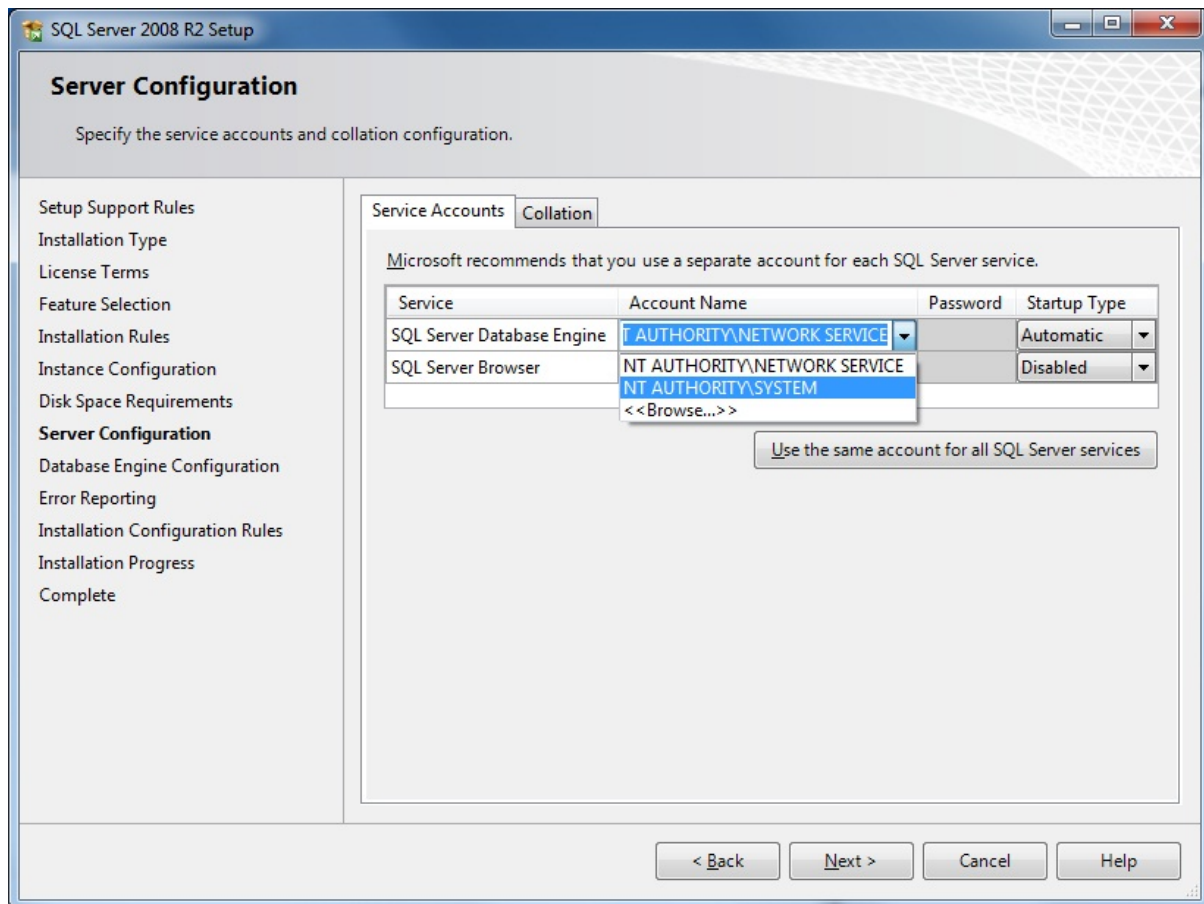 SQL Server 2008 R2 Setup
Server Configuration
Specify the service accounts and collation configuration.
Setup Support Rules
Installation Type
License Terms
Feature Selection
Installation Rules
Instance Configuration
Disk Space Requirements
Server Configuration
Database Engine Configuration
Error Reporting
Installation Configuration Rules
Installation Progress
Complete
Service Accounts Collation
Microsoft recommends that you use a separate account for each SQL Server service.
Service Account Name Password Startup Type
SQL Server Database Engine T AUTHORITY\NETWORK SERVICE Automatic
SQL Server Browser NT AUTHORITY\NETWORK SERVICE Disabled
NT AUTHORITY\SYSTEM
<<Browse...>>
Use the same account for all SQL Server services
< Back Next > Cancel Help